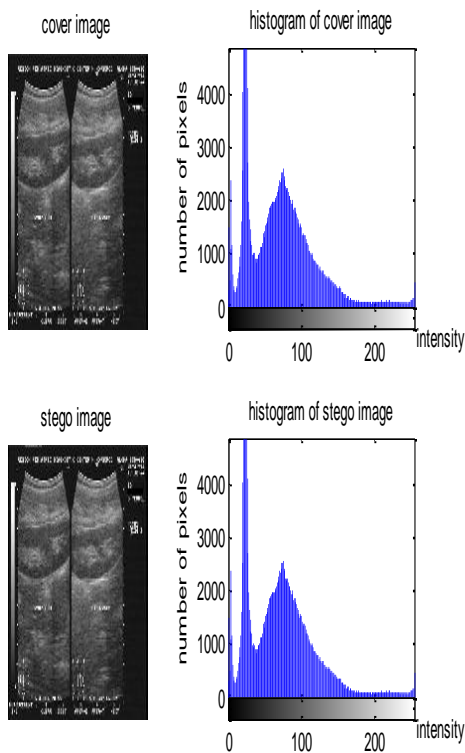 cover image
histogram of cover image
number of pixels
4000
3000
2000
1000
0
0
100
200
intensity
stego image
histogram of stego image
number of pixels
4000
3000
2000
1000
0
0
100
200
intensity